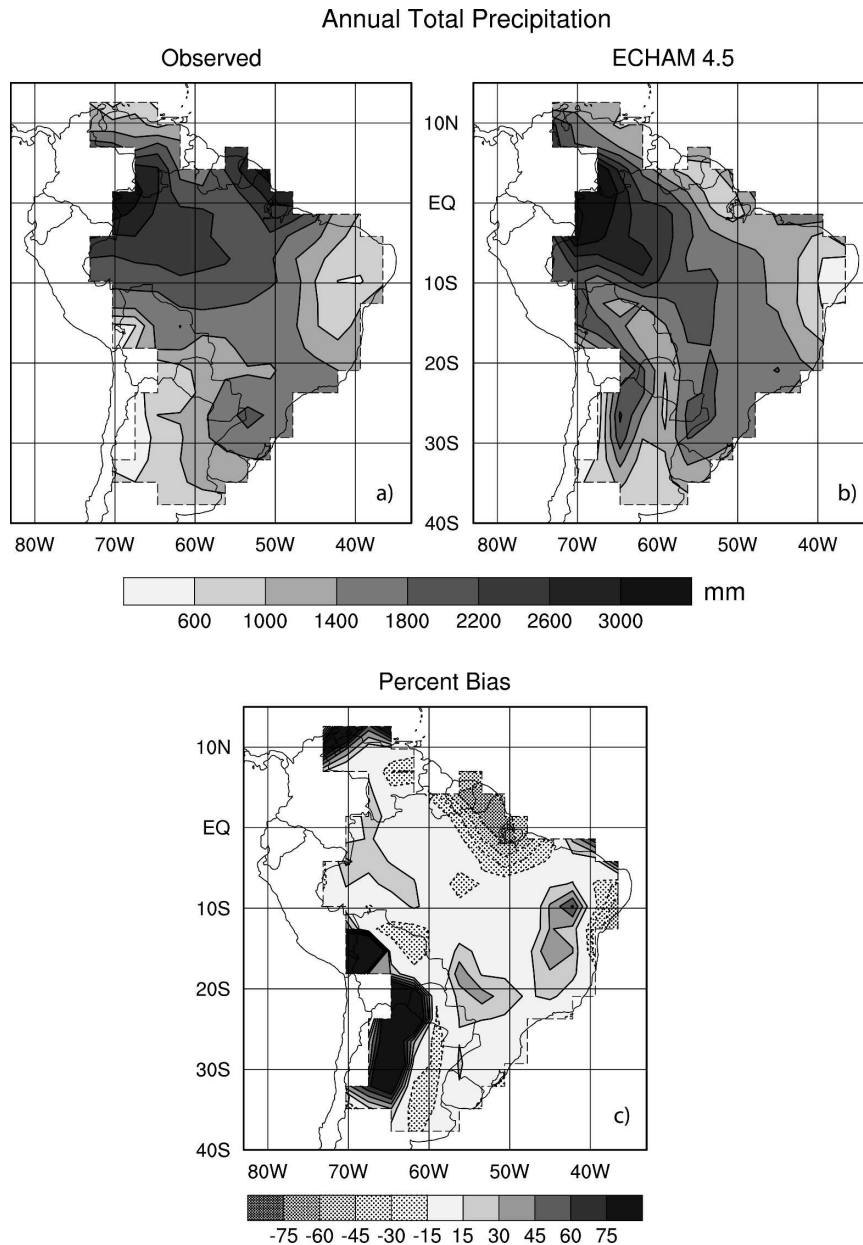 Annual Total Precipitation
Observed
ECHAM 4.5
10N
EQ
10S
20S
30S
40S
a)
b)
80W 70W 60W 50W 40W
80W 70W 60W 50W 40W
600 1000 1400 1800 2200 2600 3000 mm
Percent Bias
10N
EQ
10S
20S
30S
40S
c)
80W 70W 60W 50W 40W
-75 -60 -45 -30 -15 15 30 45 60 75